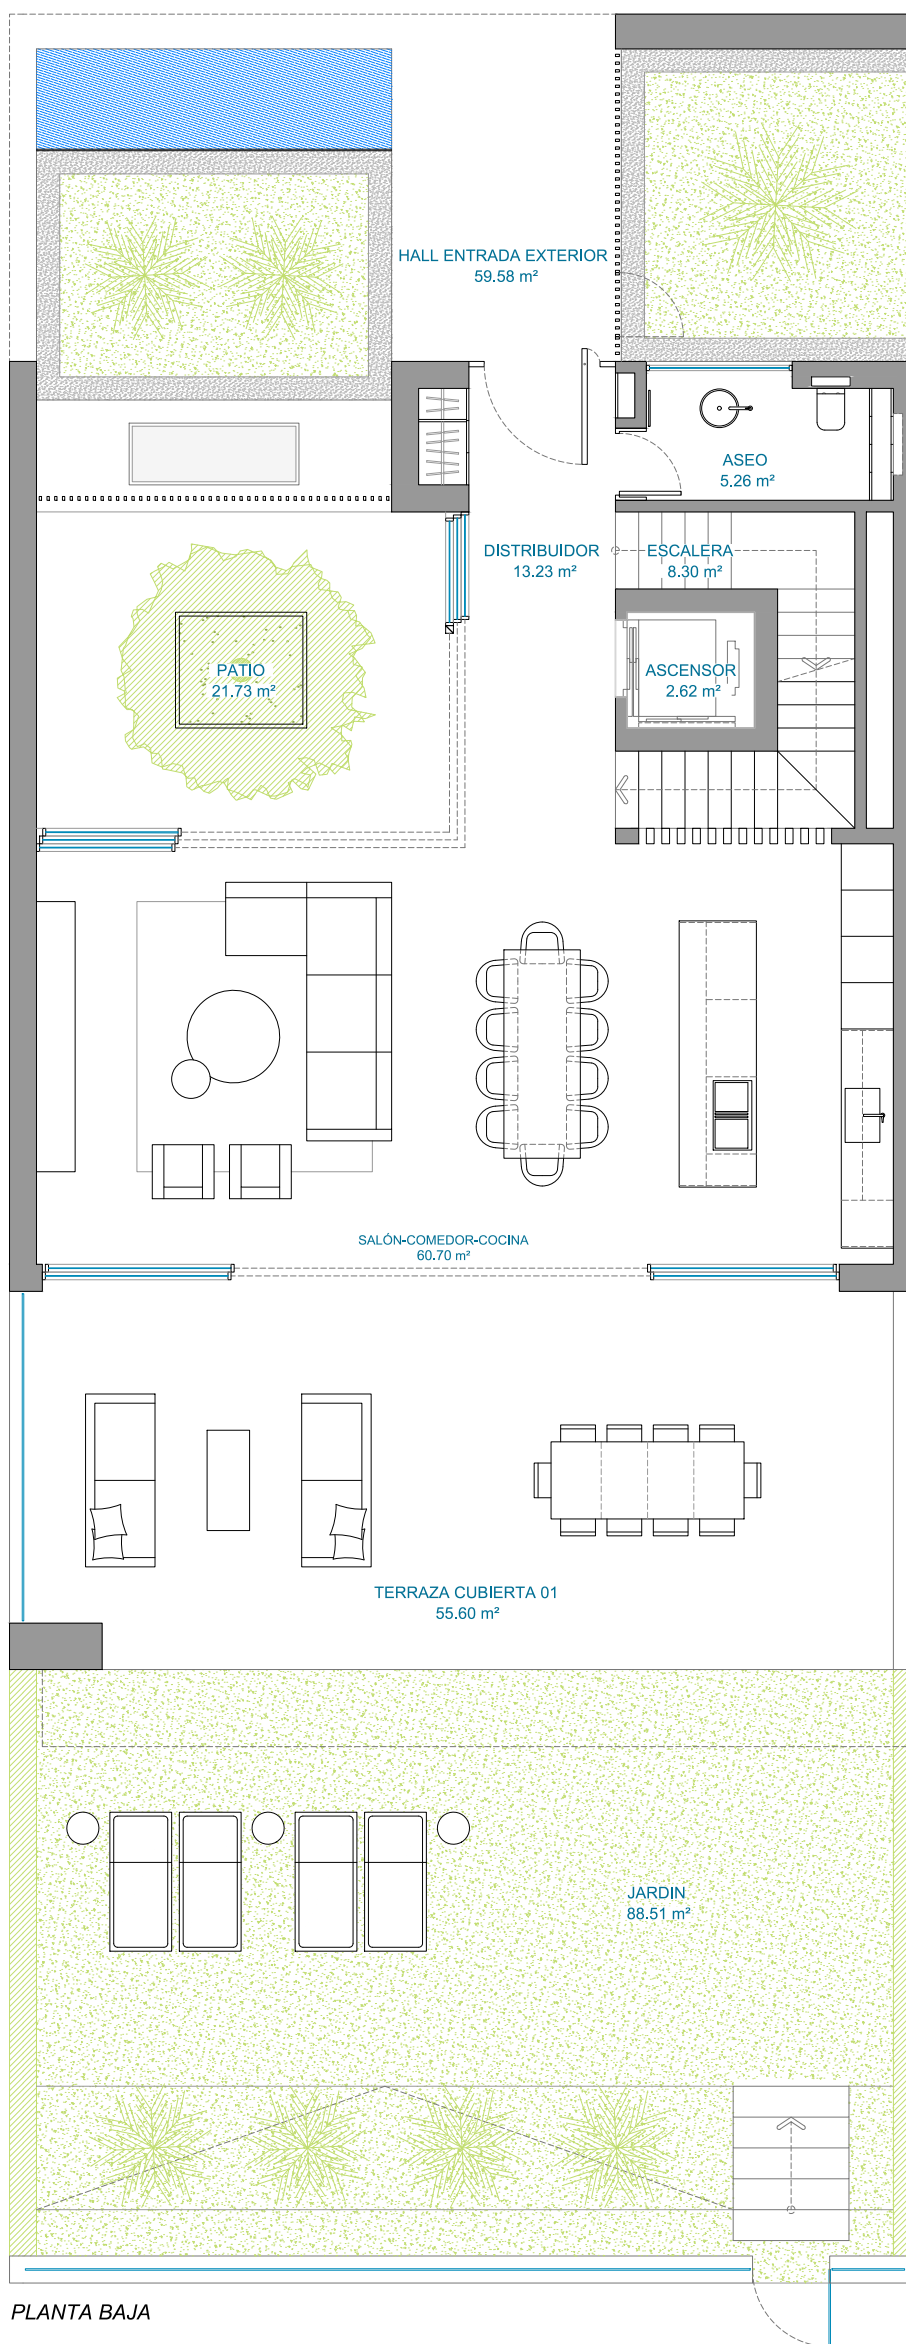 HALL ENTRADA EXTERIOR
59.58 m²
ASEO
5.26 m²
DISTRIBUIDOR
13.23 m²
ESCALERA
8.30 m²
PATIO
21.73 m²
ASCENSOR
2.62 m²
SALÓN-COMEDOR-COCINA
60.70 m²
TERRAZA CUBIERTA 01
55.60 m²
JARDIN
88.51 m²
PLANTA BAJA